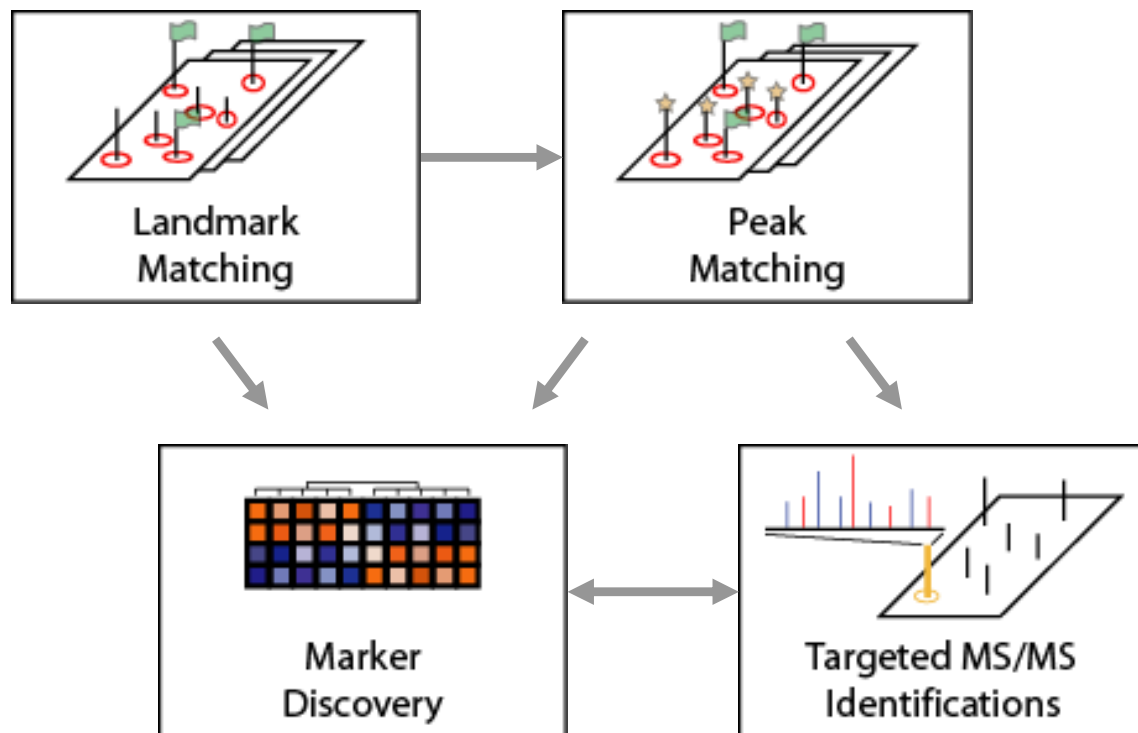 Landmark
Matching
Peak
Matching
Marker
Discovery
Targeted MS/MS
Identifications